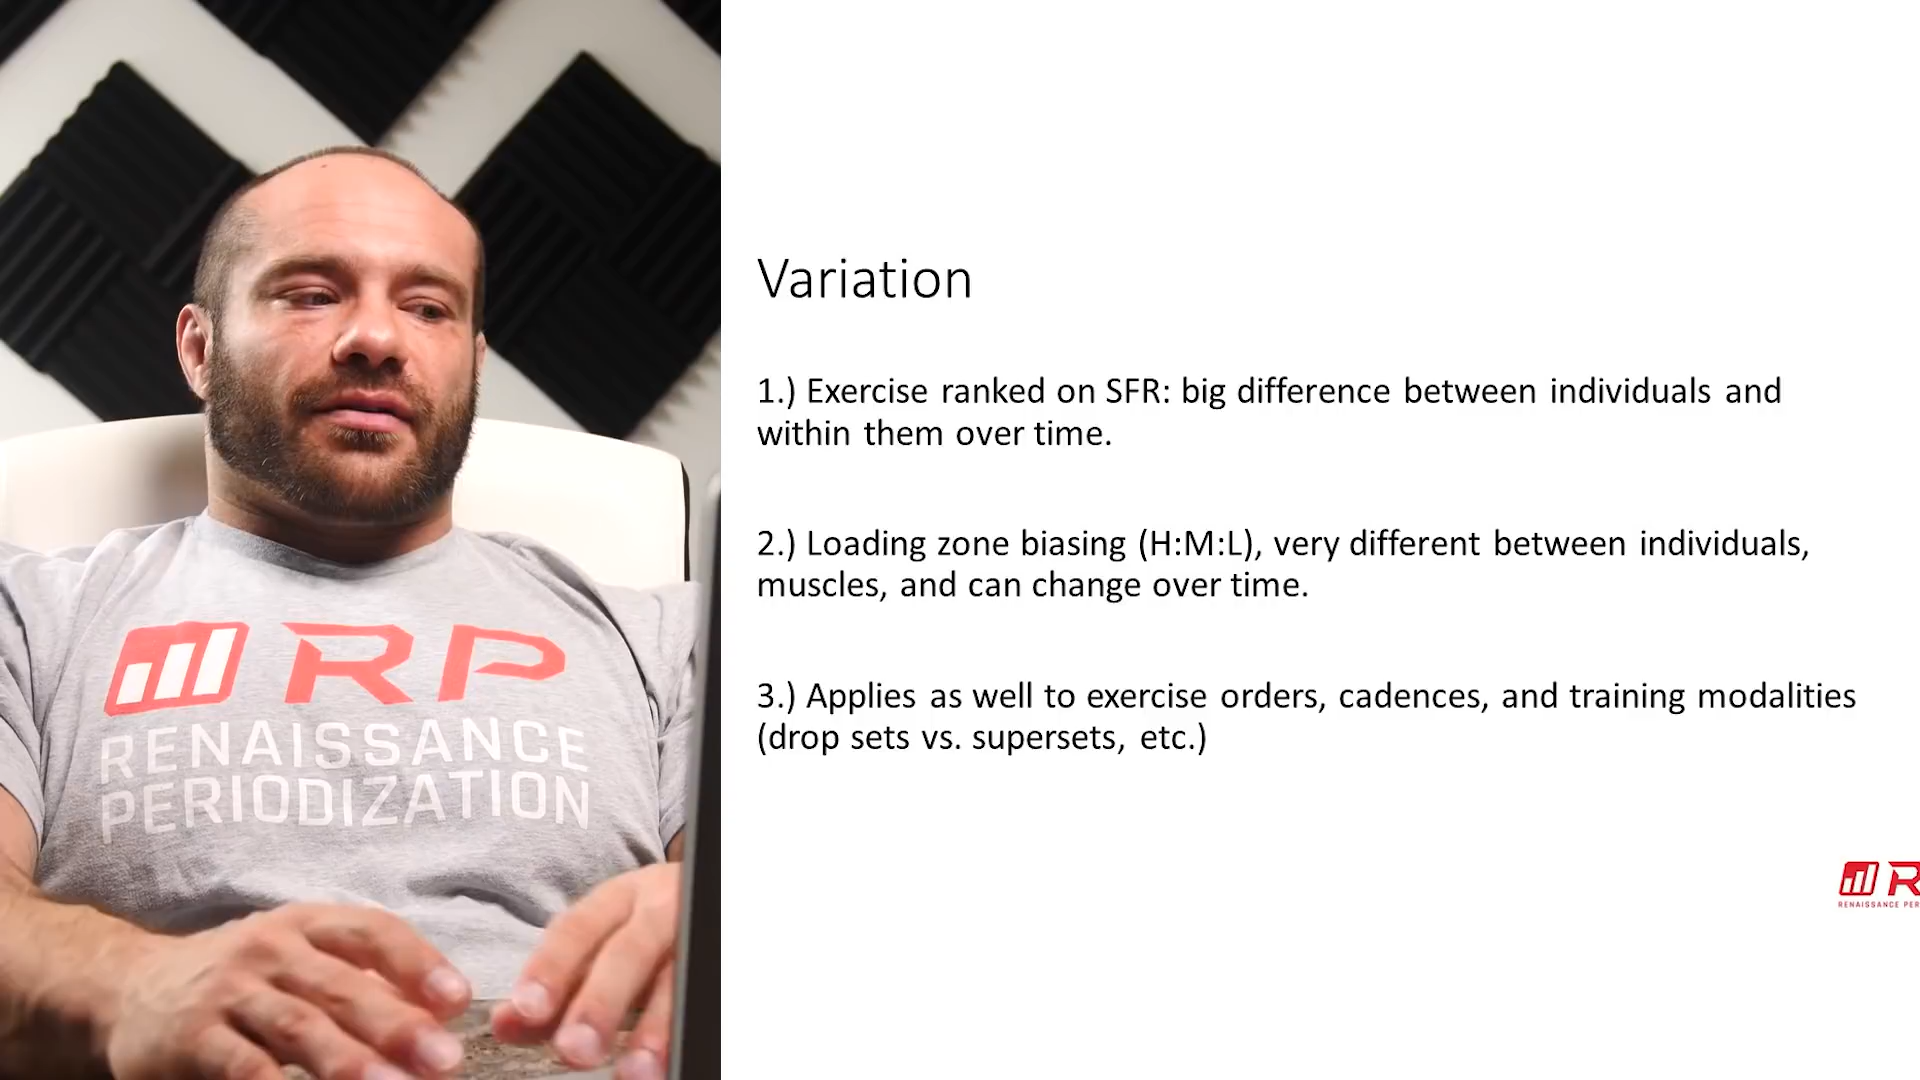 RP
RENAISSANCE
PERIODIZATION
Variation
1.) Exercise ranked on SFR: big difference between individuals and
within them over time.
2.) Loading zone biasing (H:M:L), very different between individuals,
muscles, and can change over time.
3.) Applies as well to exercise orders, cadences, and training modalities
(drop sets vs. supersets, etc.)
R
RENAISSANCE PER